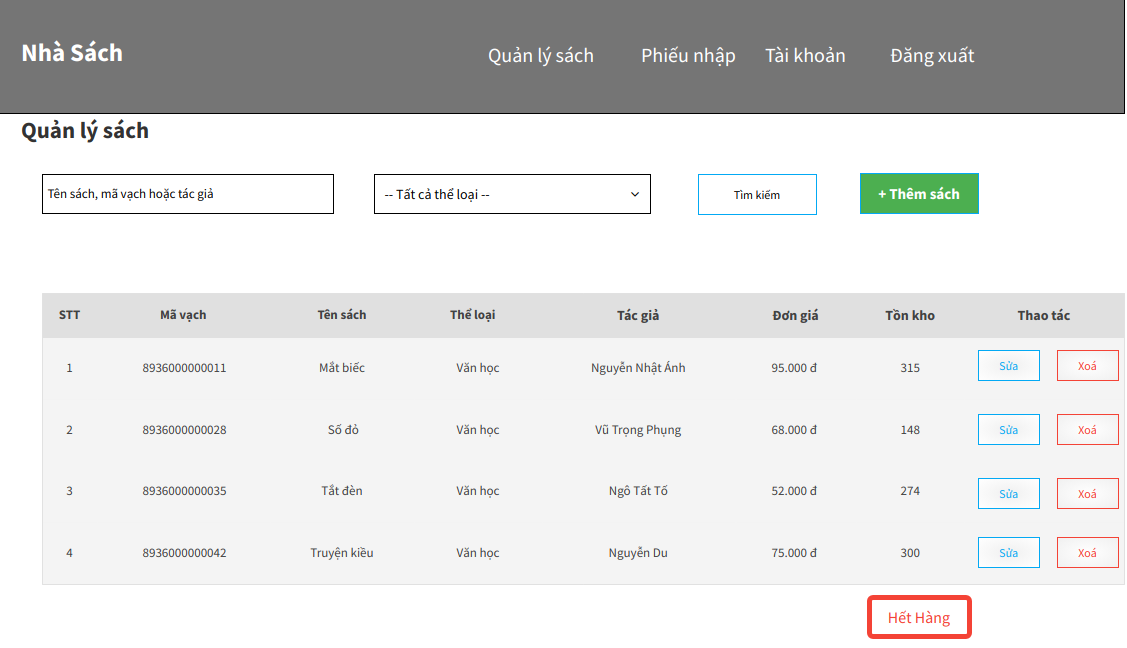 Nhà Sách Quản lý sách Phiếu nhập Tài khoản Đăng xuất
Quản lý sách
Tên sách, mã vạch hoặc tác giả -- Tất cả thể loại -- Tìm kiếm + Thêm sách
STT Mã vạch Tên sách Thể loại Tác giả Đơn giá Tồn kho Thao tác
1 8936000000011 Mắt biếc Văn học Nguyễn Nhật Ánh 95.000 đ 315 Sửa Xoá
2 8936000000028 Số đỏ Văn học Vũ Trọng Phụng 68.000 đ 148 Sửa Xoá
3 8936000000035 Tắt đèn Văn học Ngô Tất Tố 52.000 đ 274 Sửa Xoá
4 8936000000042 Truyện kiều Văn học Nguyễn Du 75.000 đ 300 Sửa Xoá
Hết Hàng